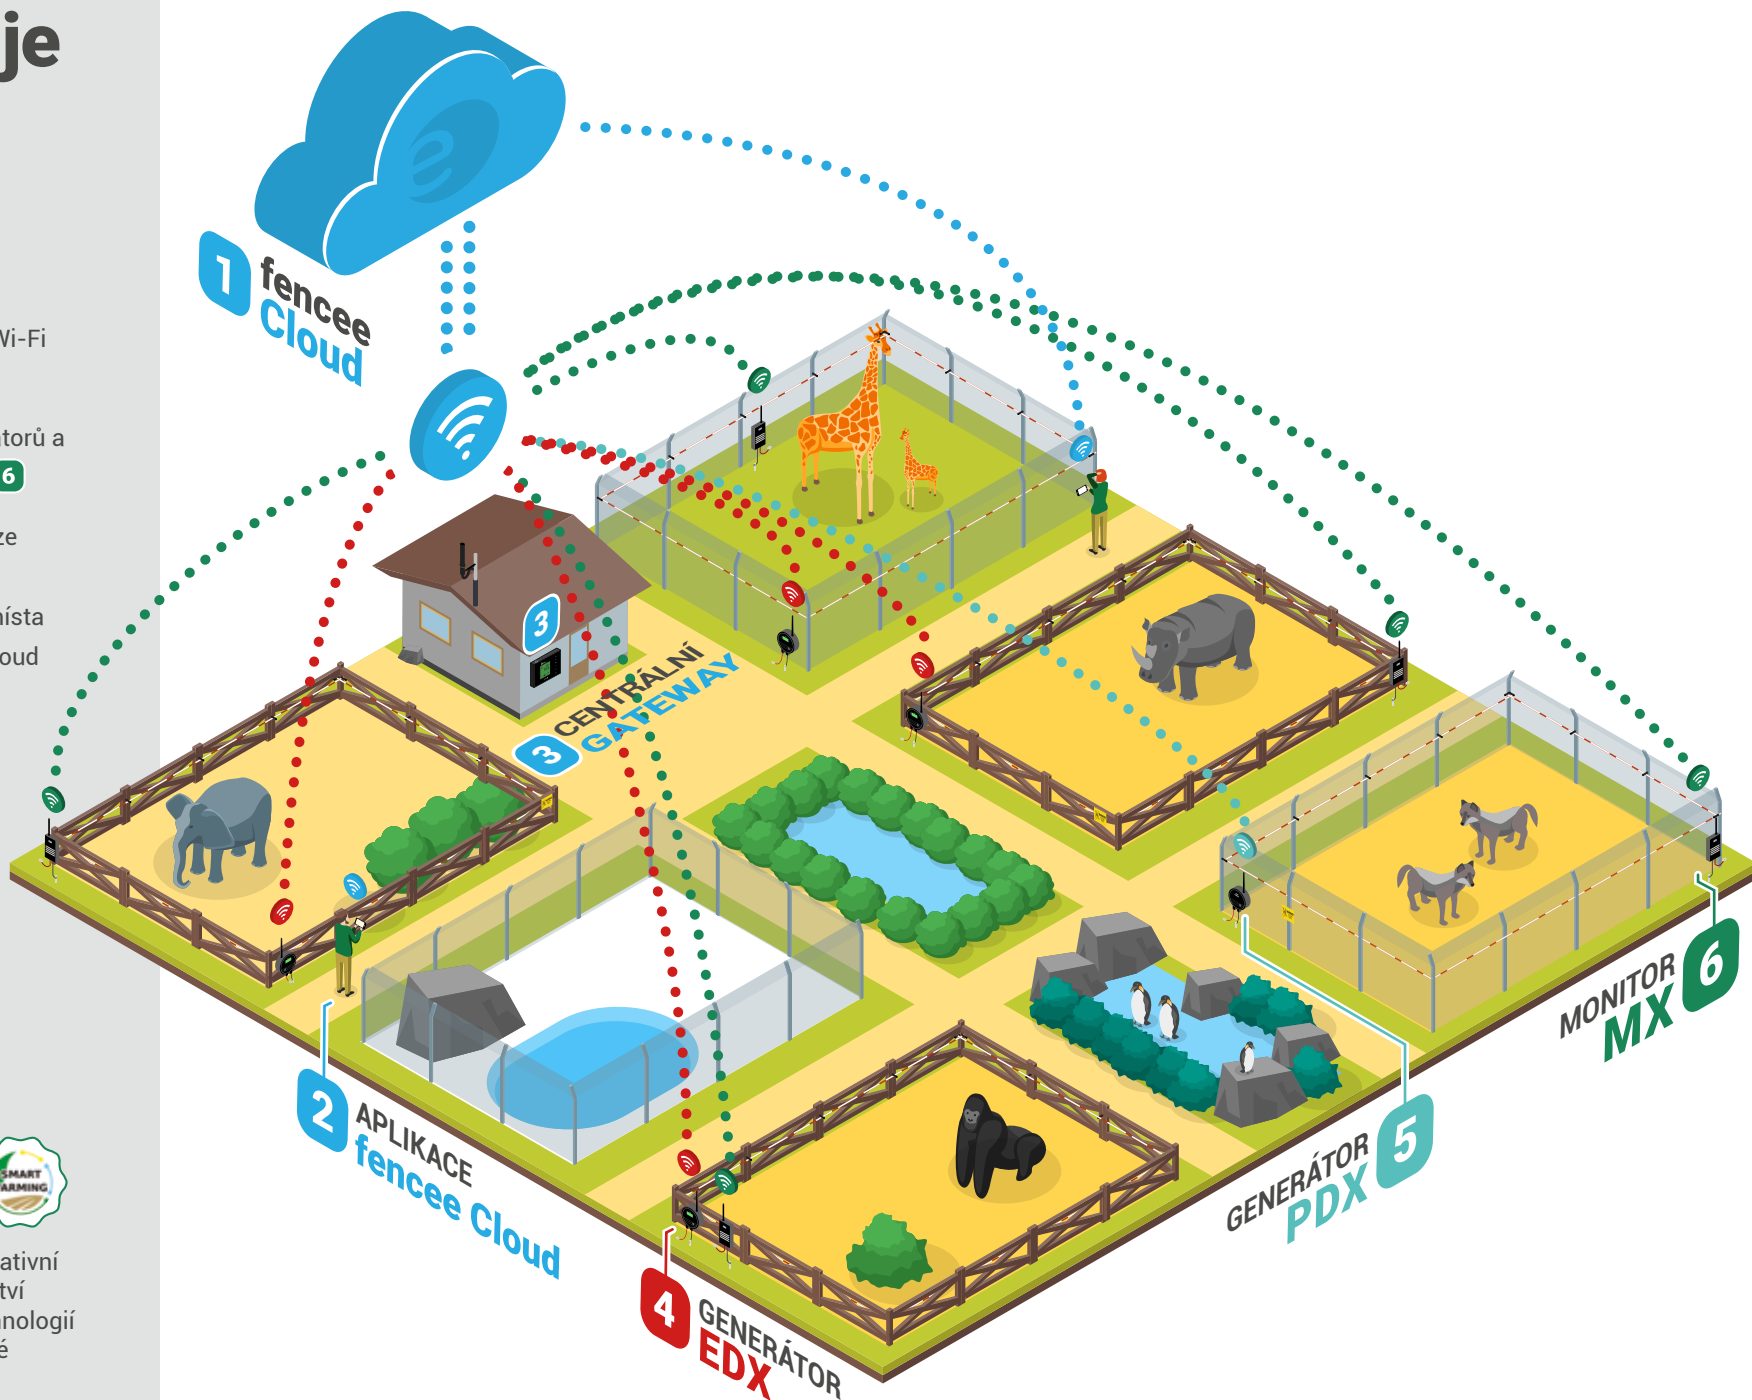 je
Wi-Fi
torů a
6
ze
ísta
oud
SMART
ARMING
ativní
tví
nologií
é
1 fencee
Cloud
3
3 CENTRÁLNÍ
GATEWAY
2 APLIKACE
fencee Cloud
4 GENERÁTOR
EDX
GENERÁTOR 5
PDX
MONITOR 6
MX